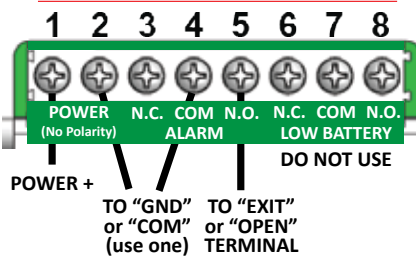 1 2 3 4 5 6 7 8
POWER N.C. COM N.O. N.C. COM N.O.
(No Polarity) ALARM LOW BATTERY
DO NOT USE
POWER +
TO “GND” TO “EXIT”
or “COM” or “OPEN”
(use one) TERMINAL